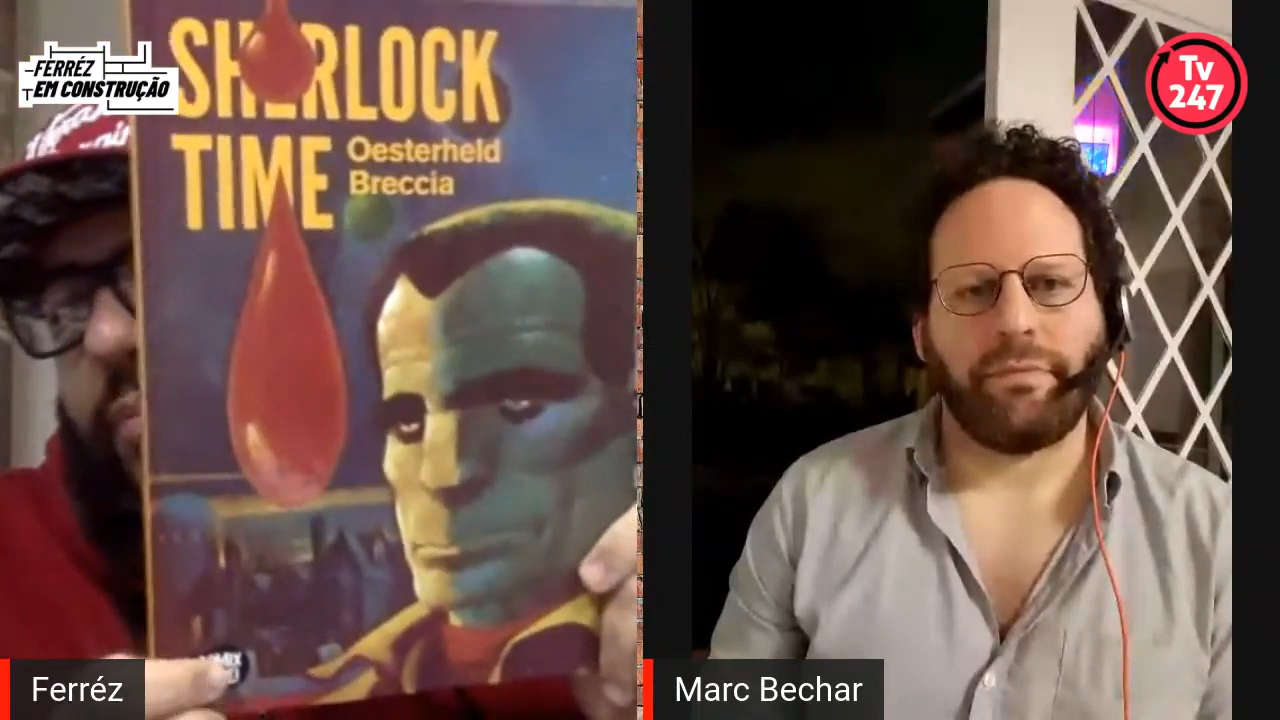 FERRÉZ
EM CONSTRUÇÃO
SHERLOCK
TIME
Oesterheld
Breccia
Tv
247
Ferréz
Marc Bechar